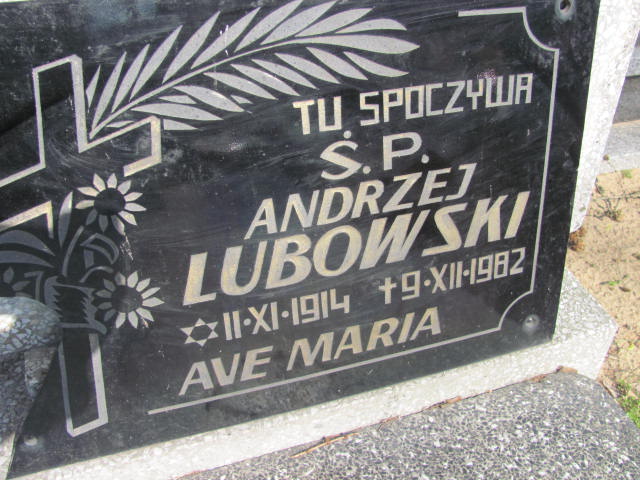 TU SPOCZYWA
Ś.P.
ANDRZEJ
LUBOWSKI
✡11·XI·1914 ✝9·XII·1982
AVE MARIA